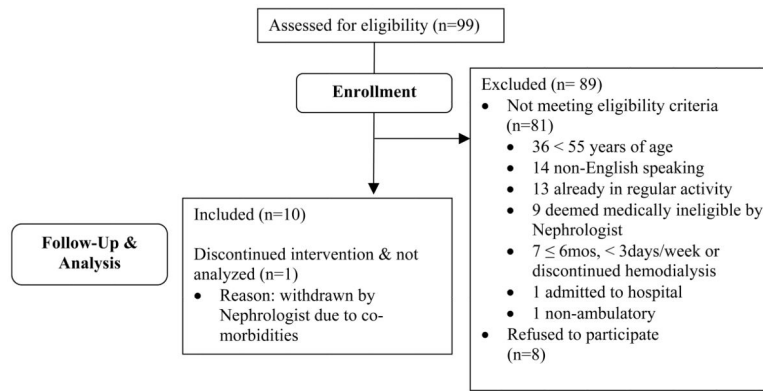 Assessed for eligibility (n=99)
Enrollment
Excluded (n= 89)
• Not meeting eligibility criteria
(n=81)
• 36 < 55 years of age
• 14 non-English speaking
• 13 already in regular activity
• 9 deemed medically ineligible by
Nephrologist
• 7 ≤ 6mos, < 3days/week or
discontinued hemodialysis
• 1 admitted to hospital
• 1 non-ambulatory
• Refused to participate
(n=8)
Follow-Up &
Analysis
Included (n=10)
Discontinued intervention & not
analyzed (n=1)
• Reason: withdrawn by
Nephrologist due to co-
morbidities